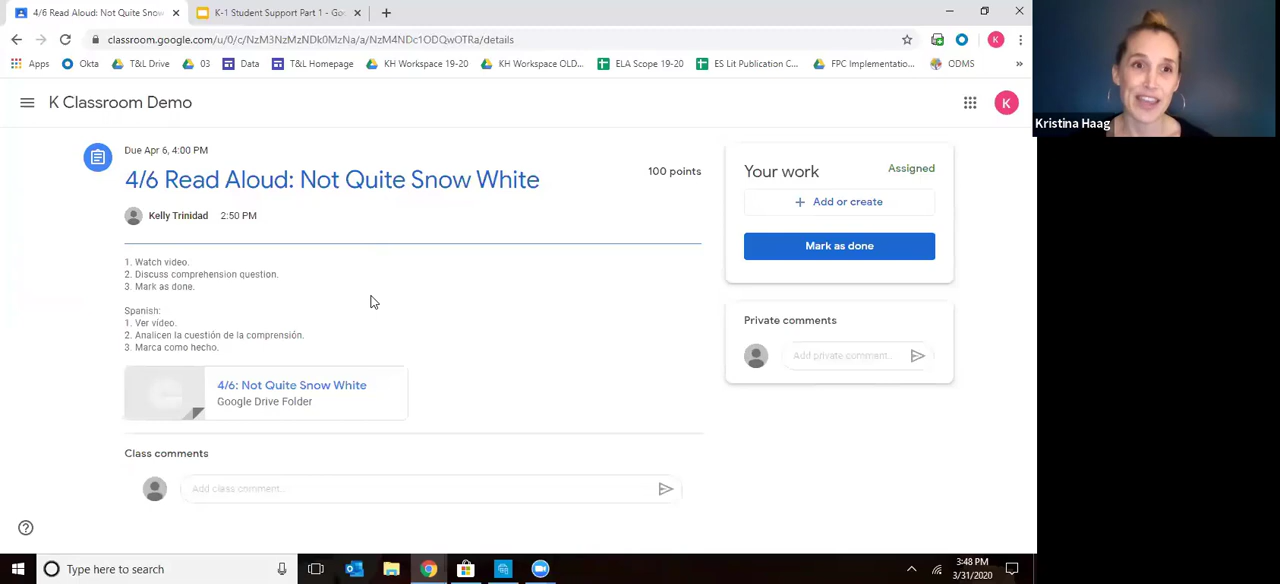 4/6 Read Aloud: Not Quite Snow
K-1 Student Support Part 1 - Go
classroom.google.com/u/0/c/NzM3NzMzNDk0MzNa/a/NzM4NDc1ODQwOTRa/details
K
Apps Okta T&L Drive 03 Data T&L Homepage KH Workspace 19-20 KH Workspace OLD... ELA Scope 19-20 ES Lit Publication C... FPC Implementatio... ODMS »
K Classroom Demo
K
Kristina Haag
Due Apr 6, 4:00 PM
4/6 Read Aloud: Not Quite Snow White
100 points
Kelly Trinidad 2:50 PM
1. Watch video.
2. Discuss comprehension question.
3. Mark as done.
Spanish:
1. Ver video.
2. Analicen la cuestión de la comprensión.
3. Marca como hecho.
4/6: Not Quite Snow White
Google Drive Folder
Class comments
Add class comment...
Your work Assigned
+ Add or create
Mark as done
Private comments
Add private comment...
Type here to search
3:48 PM
3/31/2020